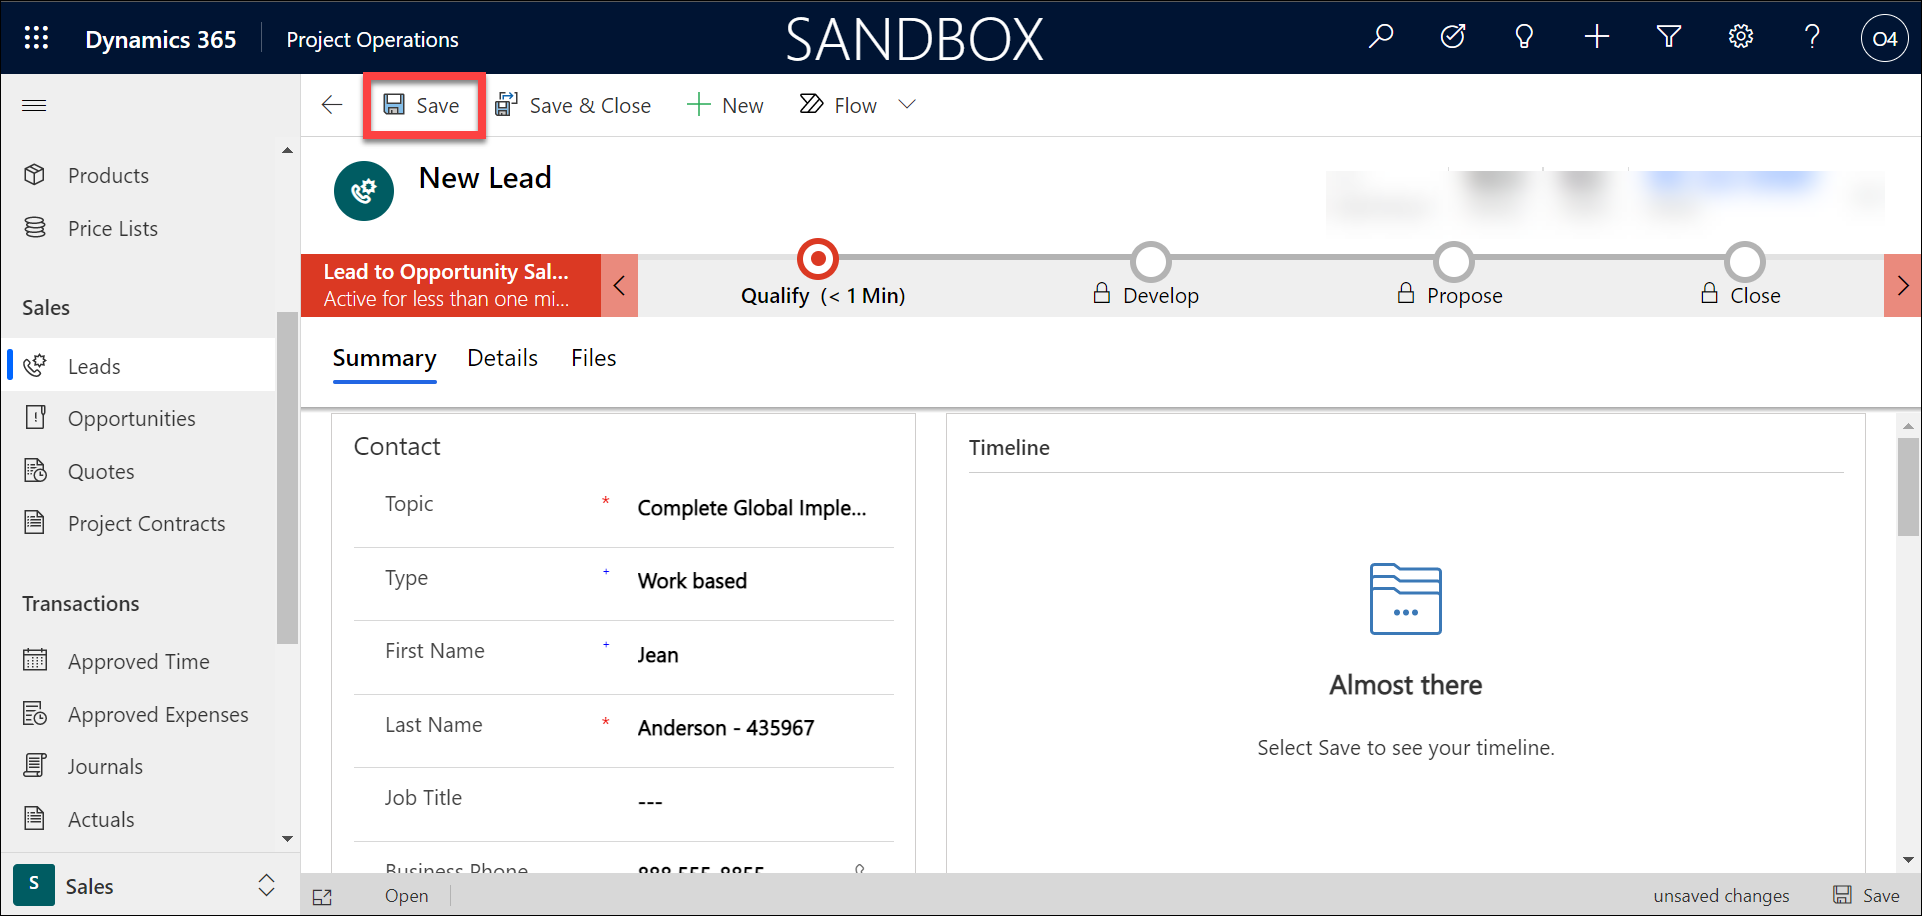 Dynamics 365
Project Operations
SANDBOX
O4
Save
Save & Close
New
Flow
Products
Price Lists
Sales
Leads
Opportunities
Quotes
Project Contracts
Transactions
Approved Time
Approved Expenses
Journals
Actuals
S
Sales
New Lead
Lead to Opportunity Sal...
Active for less than one mi...
Qualify (< 1 Min)
Develop
Propose
Close
Summary
Details
Files
Contact
Topic * Complete Global Imple...
Type + Work based
First Name + Jean
Last Name * Anderson - 435967
Job Title ---
Business Phone 888 555-8855
Timeline
Almost there
Select Save to see your timeline.
Open
unsaved changes
Save